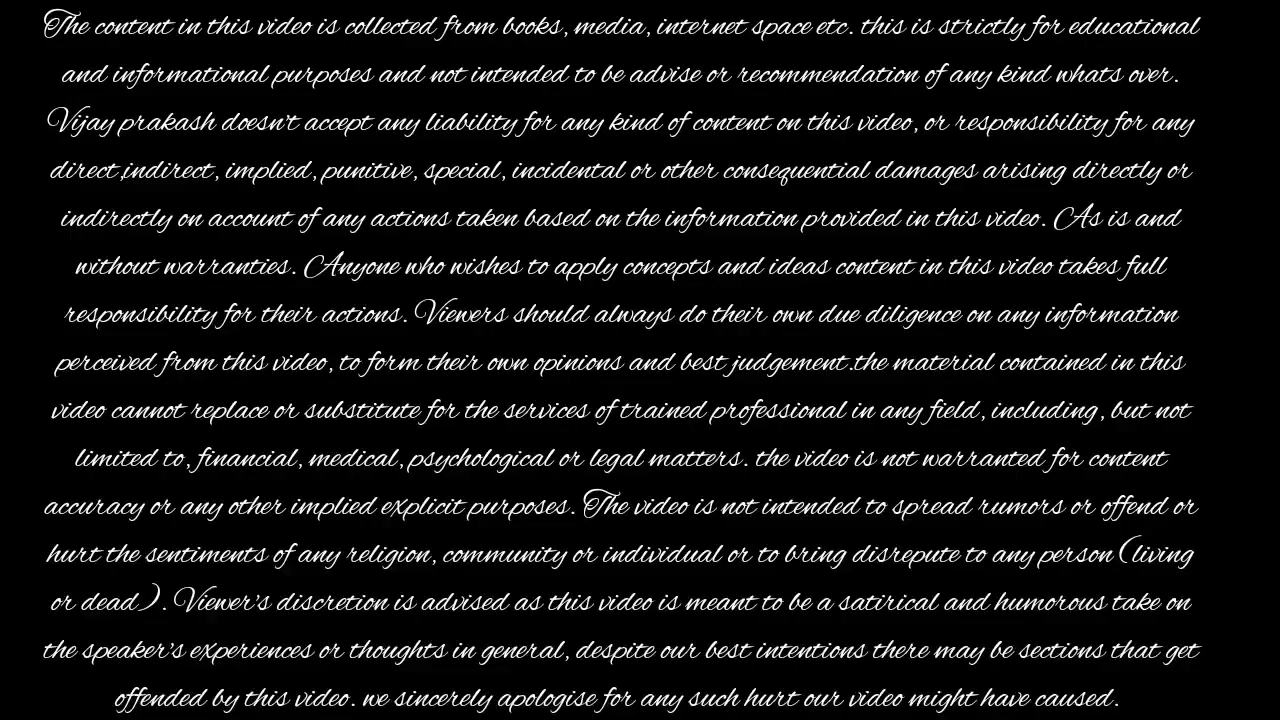 The content in this video is collected from books, media, internet space etc. this is strictly for educational
and informational purposes and not intended to be advise or recommendation of any kind whats over.
Vijay prakash doesn't accept any liability for any kind of content on this video, or responsibility for any
direct,indirect, implied, punitive, special, incidental or other consequential damages arising directly or
indirectly on account of any actions taken based on the information provided in this video. As is and
without warranties. Anyone who wishes to apply concepts and ideas content in this video takes full
responsibility for their actions. Viewers should always do their own due diligence on any information
perceived from this video, to form their own opinions and best judgement.the material contained in this
video cannot replace or substitute for the services of trained professional in any field, including, but not
limited to, financial, medical, psychological or legal matters. the video is not warranted for content
accuracy or any other implied explicit purposes. The video is not intended to spread rumors or offend or
hurt the sentiments of any religion, community or individual or to bring disrepute to any person (living
or dead). Viewer's discretion is advised as this video is meant to be a satirical and humorous take on
the speaker's experiences or thoughts in general, despite our best intentions there may be sections that get
offended by this video. we sincerely apologise for any such hurt our video might have caused.